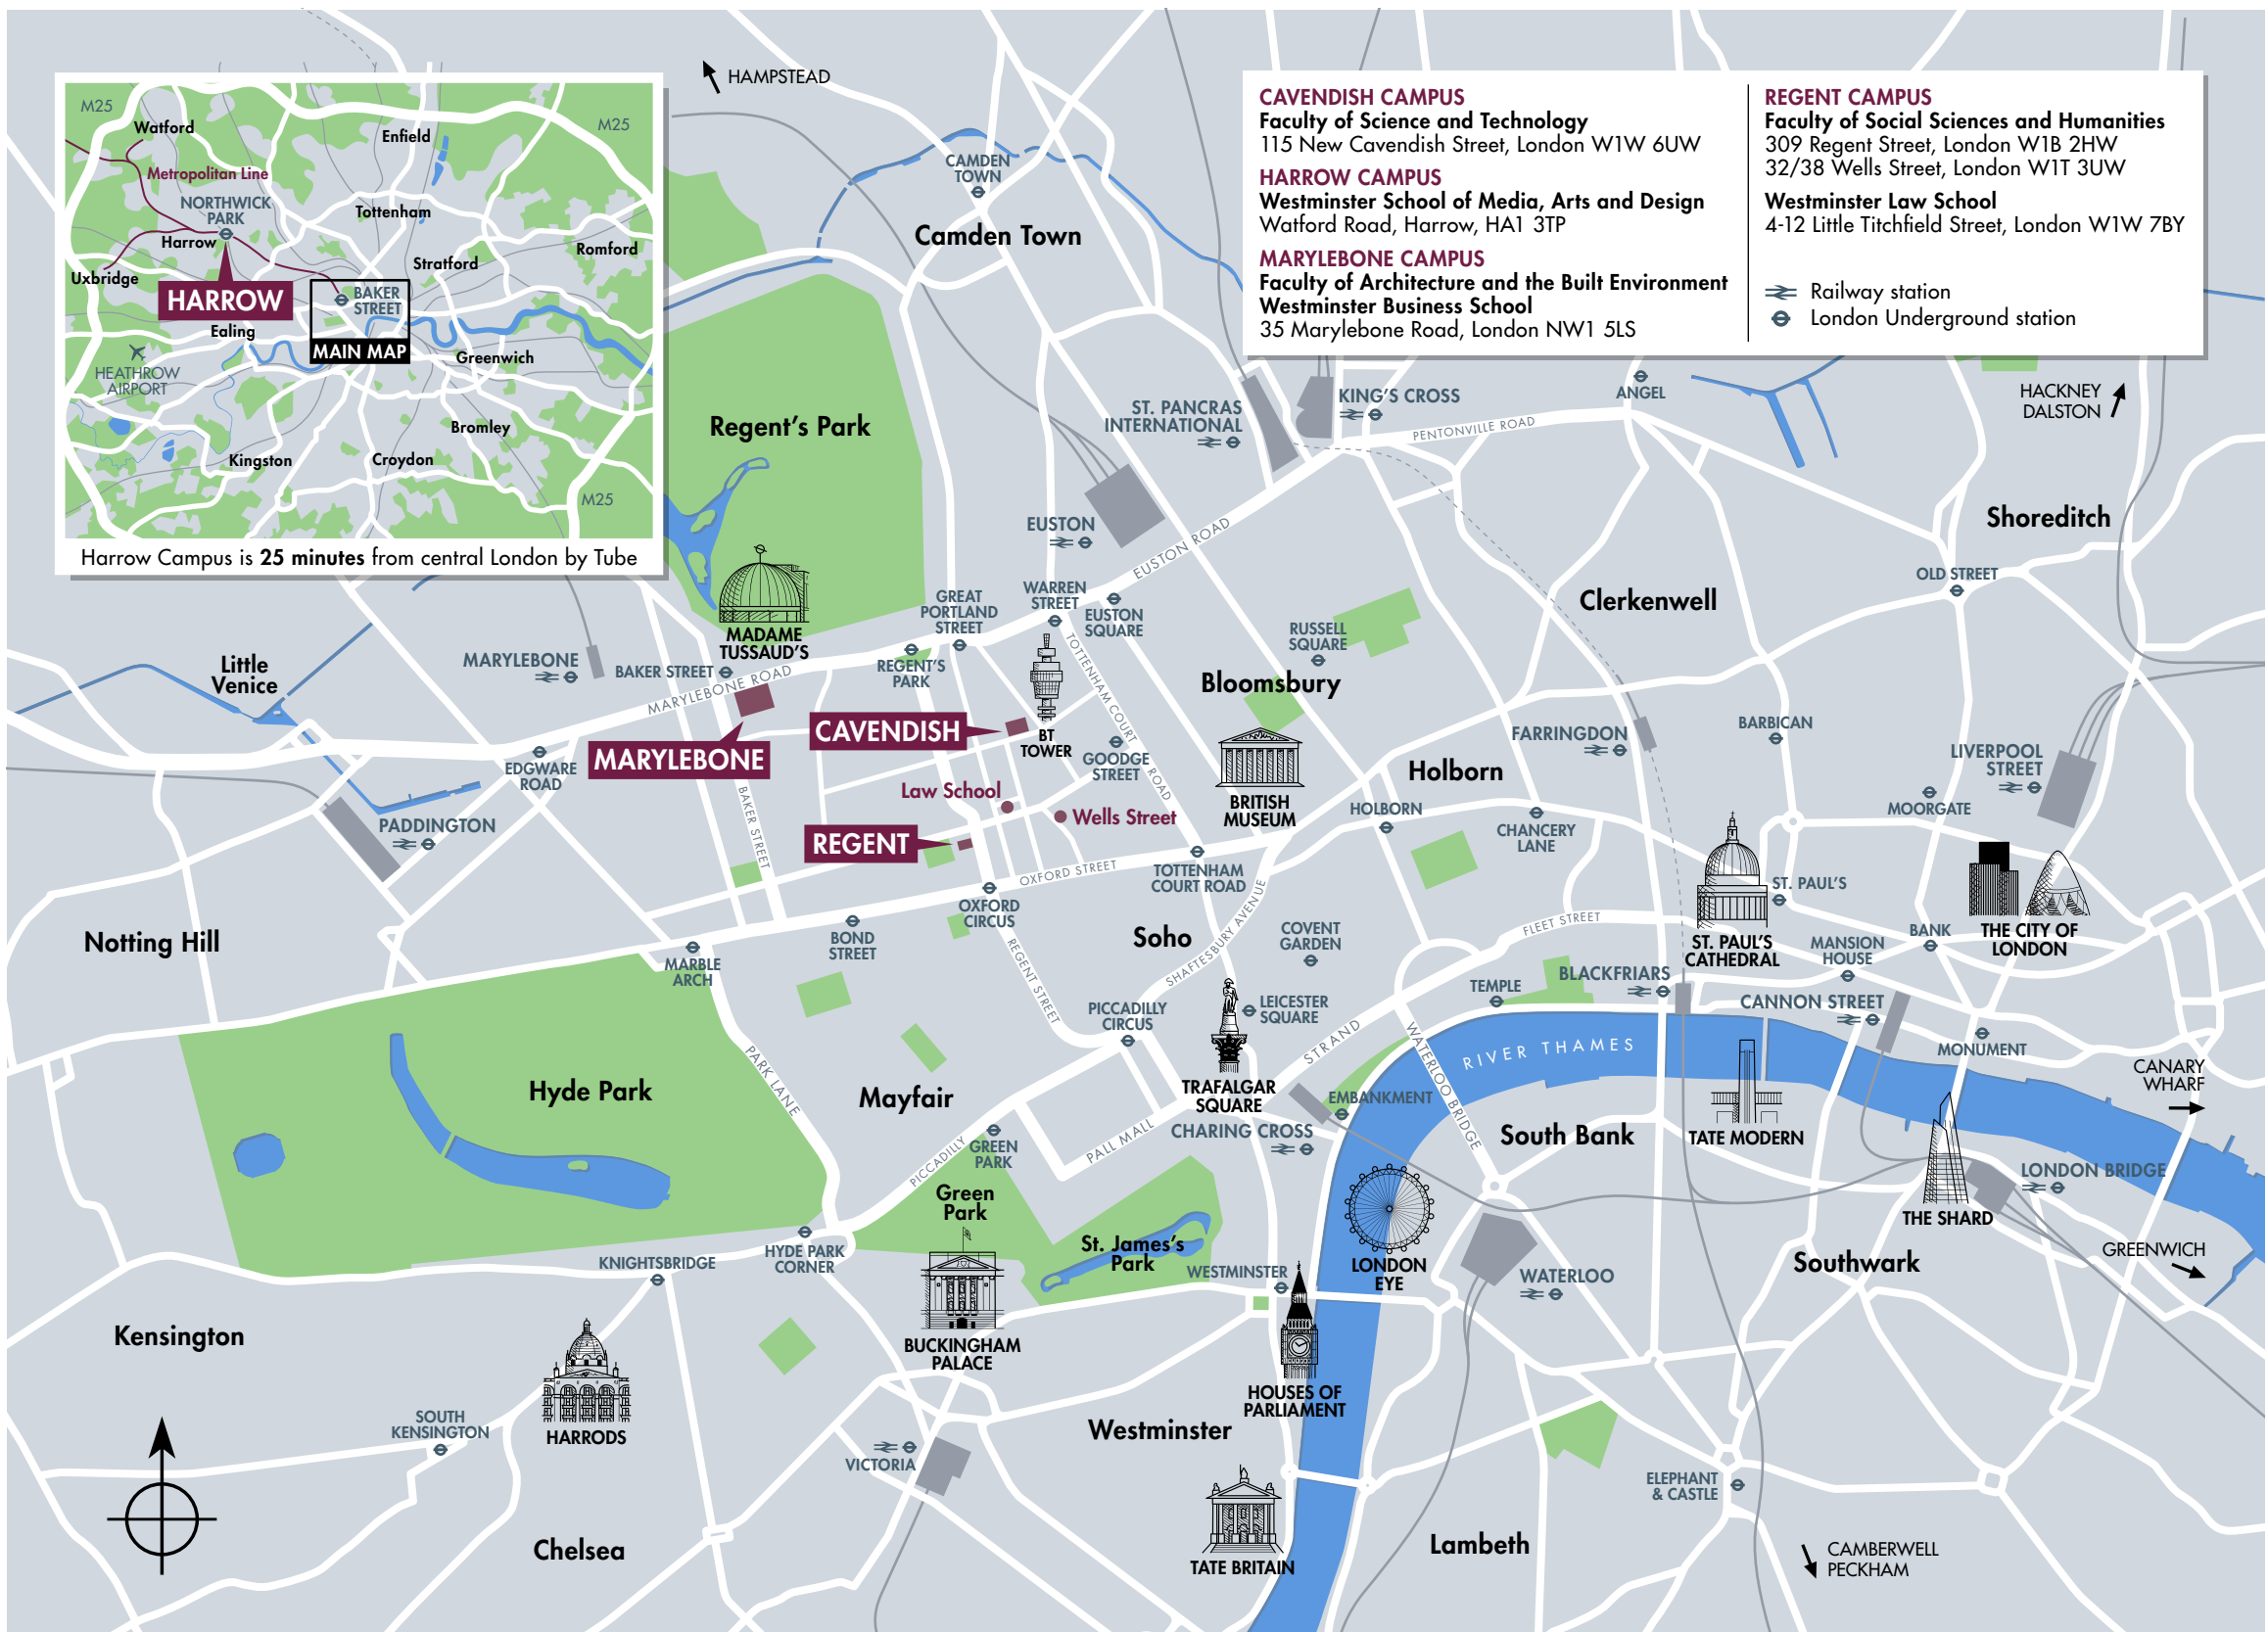 M25
Watford
Enfield
M25
Metropolitan Line
NORTHWICK
PARK
Tottenham
Harrow
Romford
Stratford
Uxbridge
HARROW
BAKER
STREET
Ealing
MAIN MAP
Greenwich
HEATHROW
AIRPORT
Bromley
Kingston
Croydon
M25
Harrow Campus is 25 minutes from central London by Tube
HAMPSTEAD
CAVENDISH CAMPUS
Faculty of Science and Technology
115 New Cavendish Street, London W1W 6UW
HARROW CAMPUS
Westminster School of Media, Arts and Design
Watford Road, Harrow, HA1 3TP
MARYLEBONE CAMPUS
Faculty of Architecture and the Built Environment
Westminster Business School
35 Marylebone Road, London NW1 5LS
REGENT CAMPUS
Faculty of Social Sciences and Humanities
309 Regent Street, London W1B 2HW
32/38 Wells Street, London W1T 3UW
Westminster Law School
4-12 Little Titchfield Street, London W1W 7BY
Railway station
London Underground station
CAMDEN
TOWN
Camden Town
HACKNEY
DALSTON
ANGEL
KING'S CROSS
ST. PANCRAS
INTERNATIONAL
PENTONVILLE ROAD
Regent's Park
Shoreditch
EUSTON
EUSTON ROAD
OLD STREET
Clerkenwell
WARREN
STREET
EUSTON
SQUARE
GREAT
PORTLAND
STREET
RUSSELL
SQUARE
MADAME
TUSSAUD'S
Little
Venice
MARYLEBONE
BAKER STREET
REGENT'S
PARK
MARYLEBONE ROAD
TOTTENHAM COURT ROAD
Bloomsbury
CAVENDISH
BT
TOWER
MARYLEBONE
EDGWARE
ROAD
GOODGE
STREET
FARRINGDON
BARBICAN
LIVERPOOL
STREET
Holborn
Law School
Wells Street
BRITISH
MUSEUM
HOLBORN
CHANCERY
LANE
MOORGATE
PADDINGTON
BAKER STREET
REGENT
OXFORD STREET
TOTTENHAM
COURT ROAD
OXFORD
CIRCUS
SHAFTESBURY AVENUE
ST. PAUL'S
Notting Hill
BOND
STREET
MARBLE
ARCH
Soho
COVENT
GARDEN
FLEET STREET
ST. PAUL'S
CATHEDRAL
MANSION
HOUSE
BANK
THE CITY OF
LONDON
REGENT STREET
TEMPLE
BLACKFRIARS
CANNON STREET
LEICESTER
SQUARE
PICCADILLY
CIRCUS
STRAND
WATERLOO BRIDGE
RIVER THAMES
MONUMENT
CANARY
WHARF
PARK LANE
Hyde Park
Mayfair
TRAFALGAR
SQUARE
EMBANKMENT
CHARING CROSS
PALL MALL
PICCADILLY
GREEN
PARK
South Bank
TATE MODERN
LONDON BRIDGE
Green
Park
THE SHARD
St. James's
Park
HYDE PARK
CORNER
KNIGHTSBRIDGE
WESTMINSTER
LONDON
EYE
WATERLOO
Southwark
GREENWICH
Kensington
BUCKINGHAM
PALACE
HOUSES OF
PARLIAMENT
SOUTH
KENSINGTON
HARRODS
Westminster
VICTORIA
ELEPHANT
& CASTLE
Chelsea
TATE BRITAIN
Lambeth
CAMBERWELL
PECKHAM